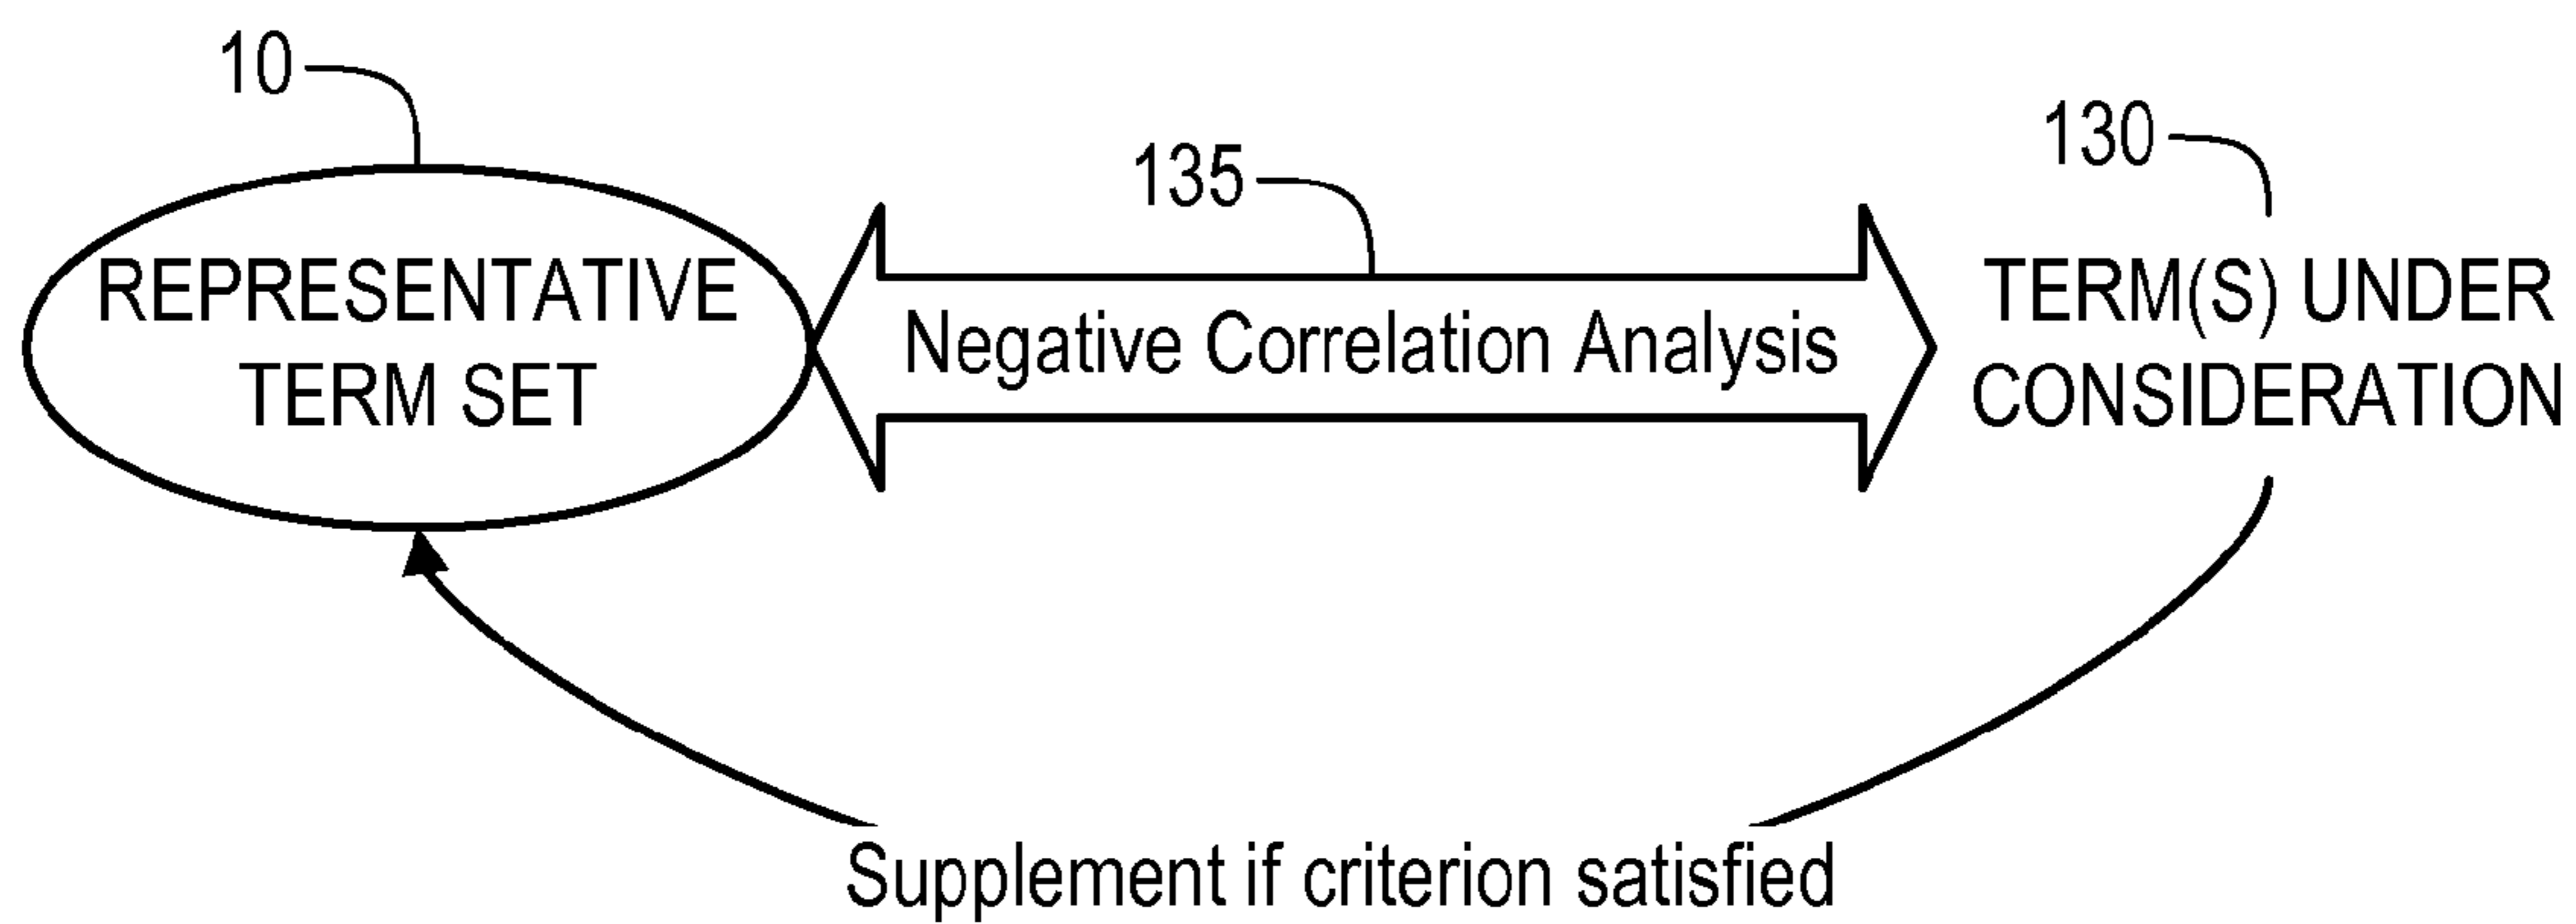 10
135
130
REPRESENTATIVE
TERM SET
Negative Correlation Analysis
TERM(S) UNDER
CONSIDERATION
Supplement if criterion satisfied